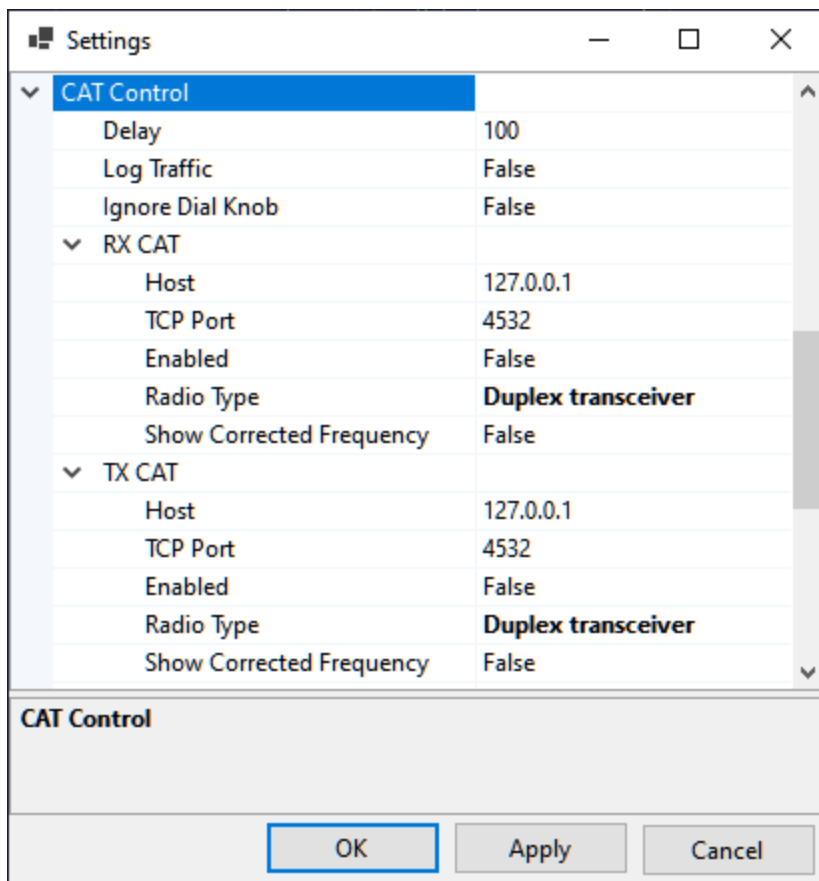 Settings
CAT Control
Delay 100
Log Traffic False
Ignore Dial Knob False
RX CAT
Host 127.0.0.1
TCP Port 4532
Enabled False
Radio Type Duplex transceiver
Show Corrected Frequency False
TX CAT
Host 127.0.0.1
TCP Port 4532
Enabled False
Radio Type Duplex transceiver
Show Corrected Frequency False
CAT Control
OK Apply Cancel